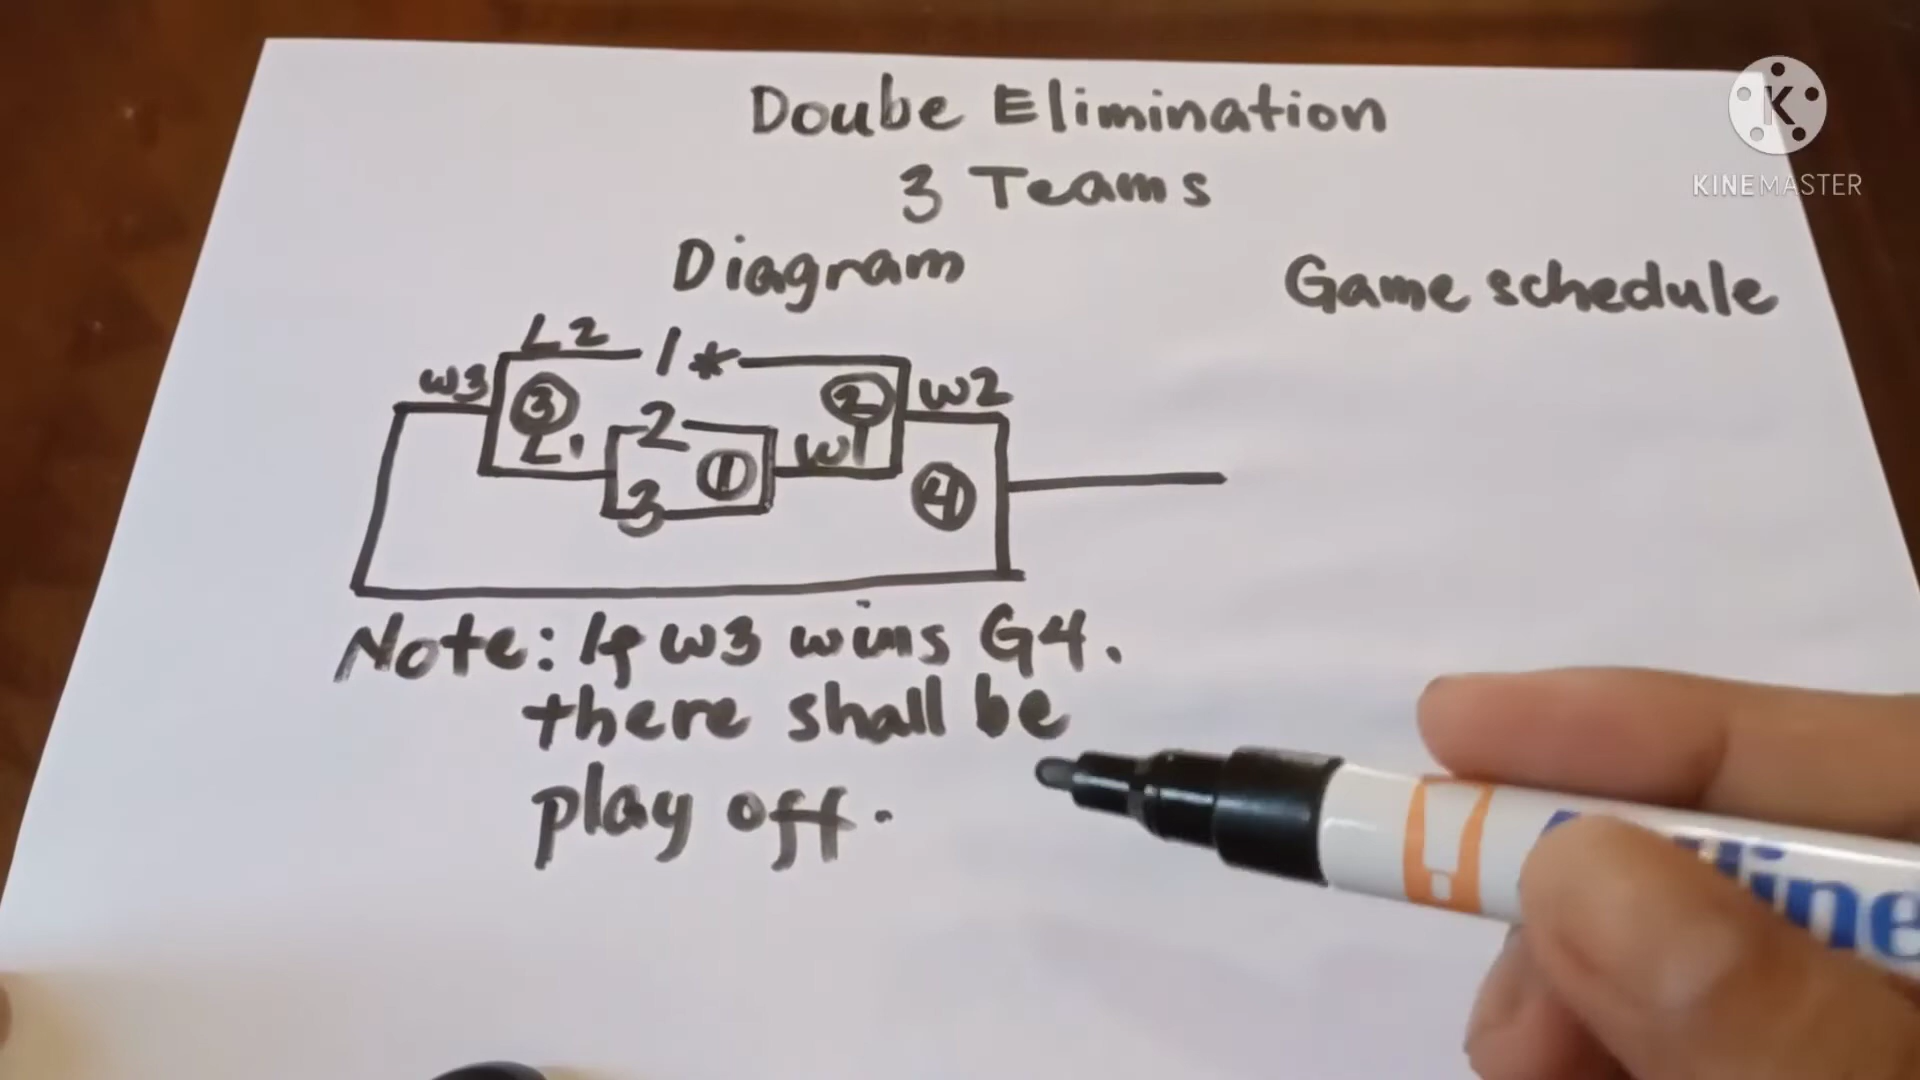 Doube Elimination
3 Teams
Diagram
Game schedule
L2 1*
W3 3 2 W2
L1 2 1 W1
3 4
Note: If W3 wins G4.
there shall be
play off.
K
KINEMASTER